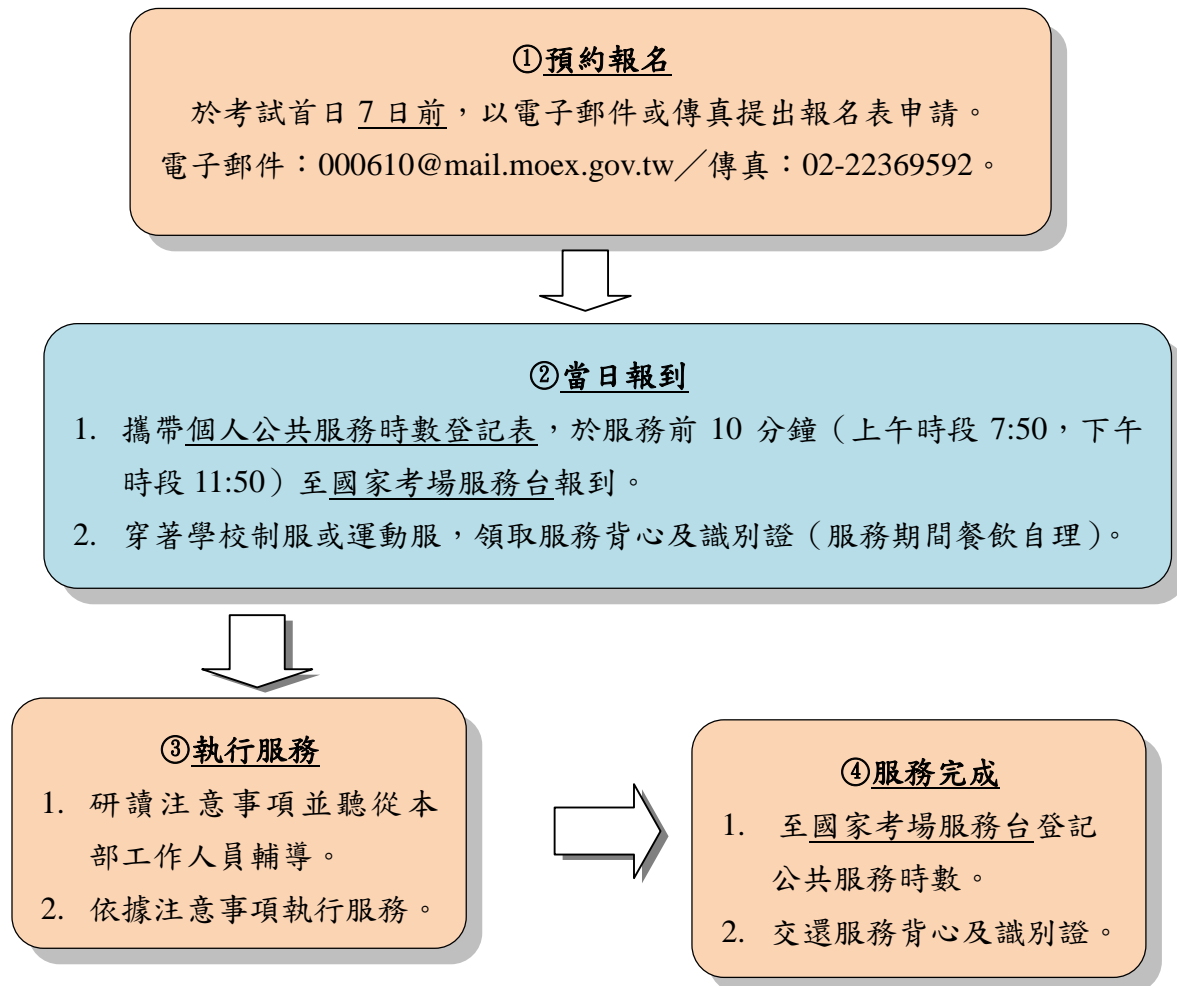 ①預約報名
於考試首日 7 日前，以電子郵件或傳真提出報名表申請。
電子郵件：000610@mail.moex.gov.tw／傳真：02-22369592。
②當日報到
1. 攜帶個人公共服務時數登記表，於服務前 10 分鐘（上午時段 7:50，下午
時段 11:50）至國家考場服務台報到。
2. 穿著學校制服或運動服，領取服務背心及識別證（服務期間餐飲自理）。
③執行服務
1. 研讀注意事項並聽從本
部工作人員輔導。
2. 依據注意事項執行服務。
④服務完成
1. 至國家考場服務台登記
公共服務時數。
2. 交還服務背心及識別證。